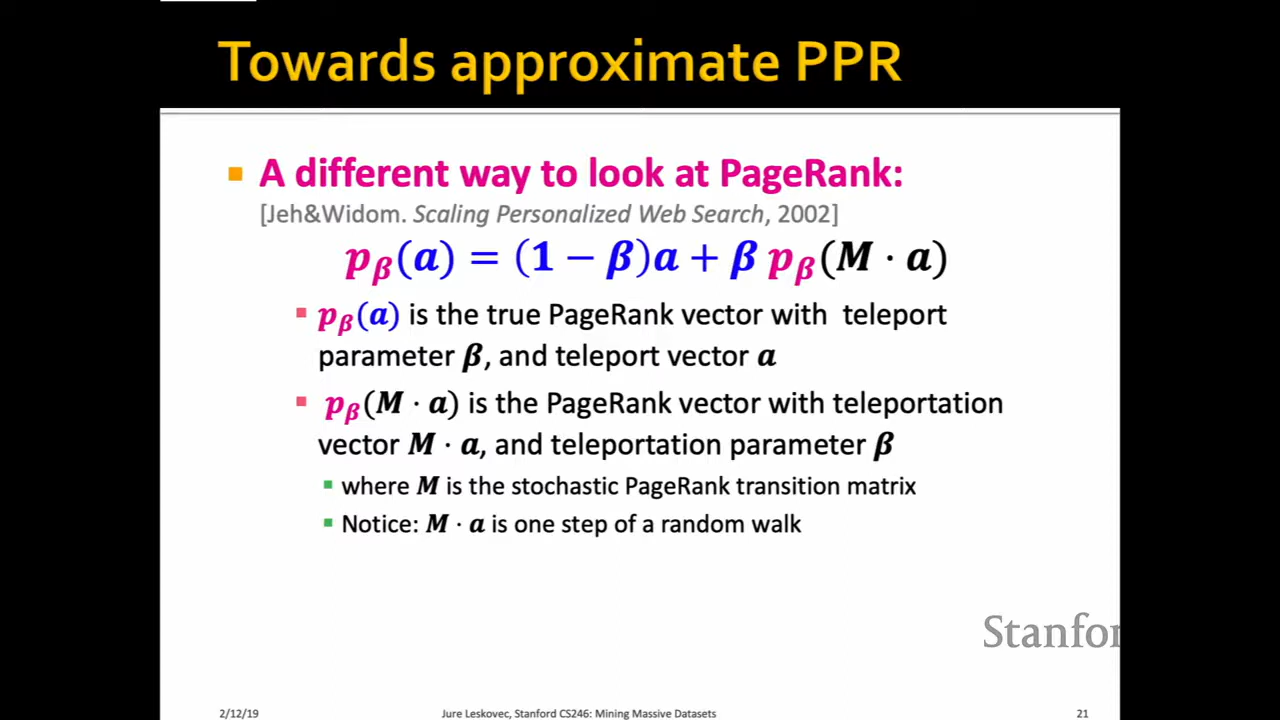 Towards approximate PPR
A different way to look at PageRank:
[Jeh&Widom. Scaling Personalized Web Search, 2002]
pβ(a) = (1 − β)a + β pβ(M · a)
pβ(a) is the true PageRank vector with teleport
parameter β, and teleport vector a
pβ(M · a) is the PageRank vector with teleportation
vector M · a, and teleportation parameter β
where M is the stochastic PageRank transition matrix
Notice: M · a is one step of a random walk
Stanfor
2/12/19
Jure Leskovec, Stanford CS246: Mining Massive Datasets
21